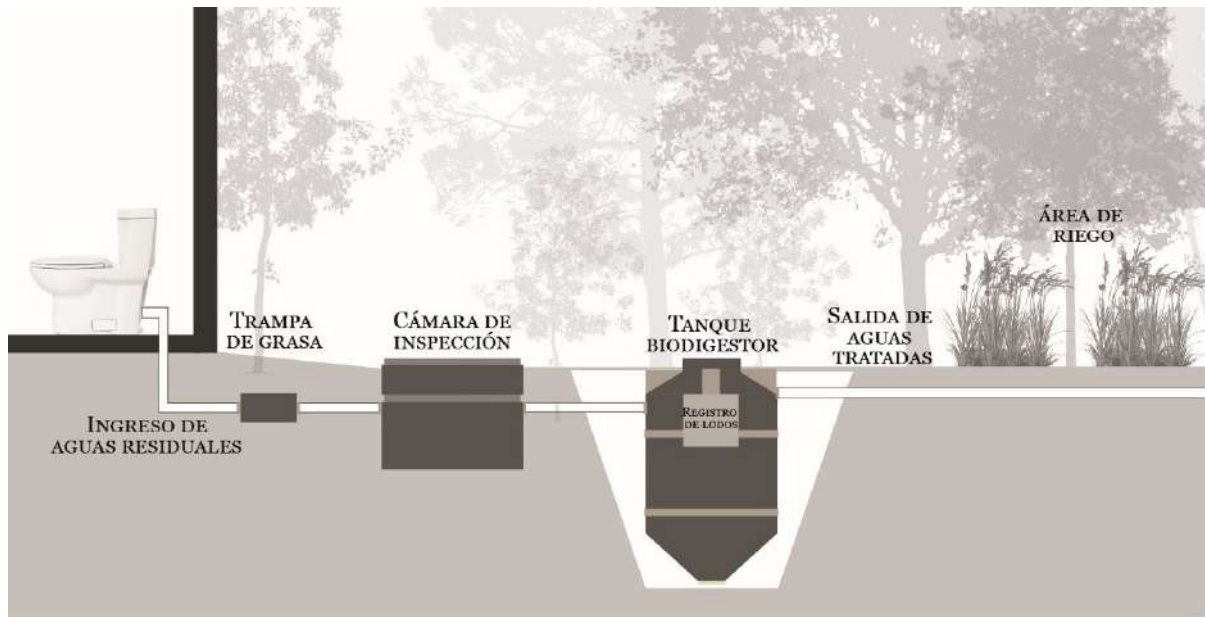 INGRESO DE
AGUAS RESIDUALES
TRAMPA
DE GRASA
CÁMARA DE
INSPECCIÓN
TANQUE
BIODIGESTOR
REGISTRO
DE LODOS
SALIDA DE
AGUAS
TRATADAS
ÁREA DE
RIEGO